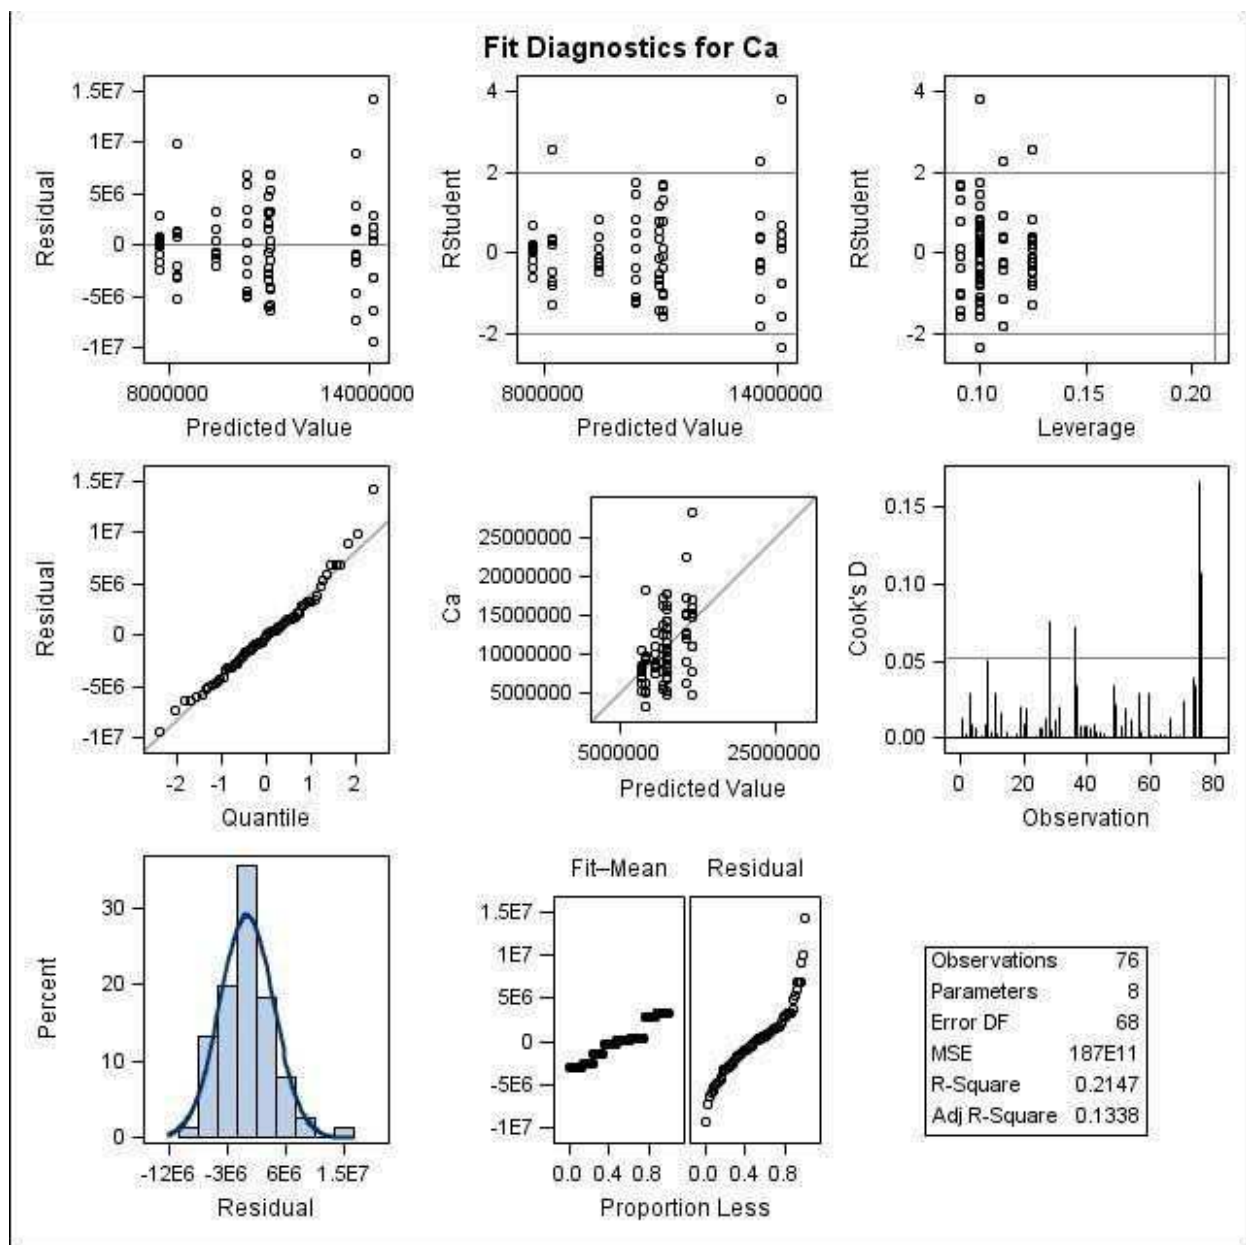 Fit Diagnostics for Ca
1.5E7
1E7
5E6
0
-5E6
-1E7
Residual
8000000 14000000
Predicted Value
4
2
0
-2
RStudent
8000000 14000000
Predicted Value
4
2
0
-2
RStudent
0.10 0.15 0.20
Leverage
1.5E7
1E7
5E6
0
-5E6
-1E7
Residual
-2 -1 0 1 2
Quantile
25000000
20000000
15000000
10000000
5000000
Ca
5000000 25000000
Predicted Value
0.15
0.10
0.05
0.00
Cook's D
0 20 40 60 80
Observation
30
20
10
0
Percent
-12E6 -3E6 6E6 1.5E7
Residual
Fit–Mean Residual
1.5E7
1E7
5E6
0
-5E6
-1E7
0.0 0.4 0.8 0.0 0.4 0.8
Proportion Less
Observations 76
Parameters 8
Error DF 68
MSE 187E11
R-Square 0.2147
Adj R-Square 0.1338